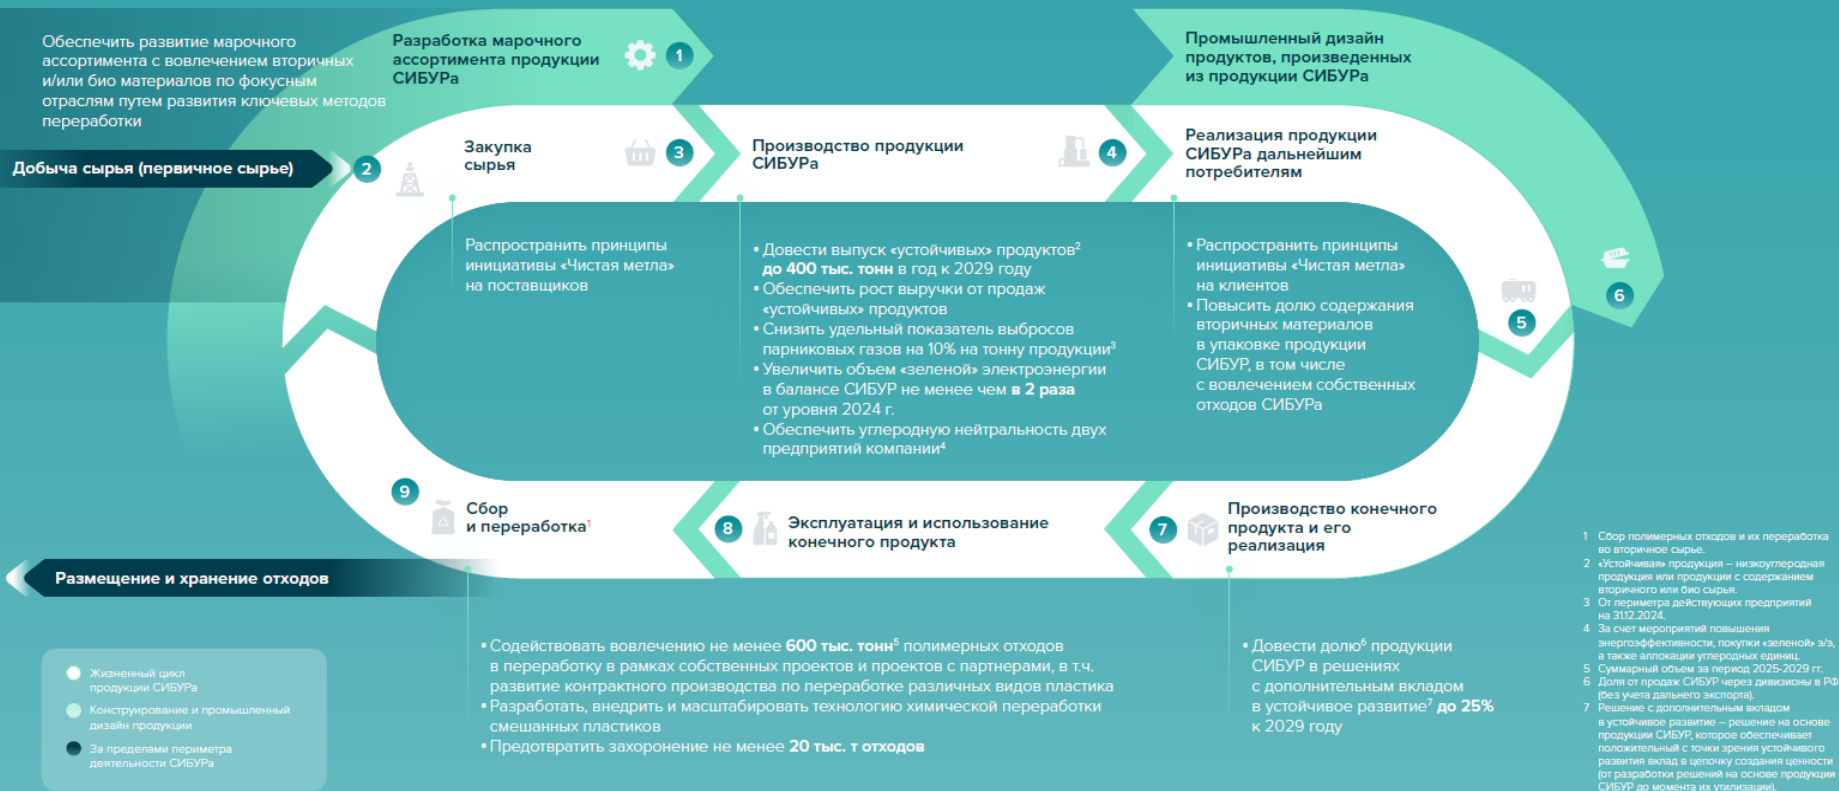 Обеспечить развитие марочного
ассортимента с вовлечением вторичных
и/или био материалов по фокусным
отраслям путем развития ключевых методов
переработки
Разработка марочного
ассортимента продукции
СИБУРа
1
Промышленный дизайн
продуктов, произведенных
из продукции СИБУРа
Добыча сырья (первичное сырье)
2
Закупка
сырья
3
Производство продукции
СИБУРа
4
Реализация продукции
СИБУРа дальнейшим
потребителям
Распространить принципы
инициативы «Чистая метла»
на поставщиков
• Довести выпуск «устойчивых» продуктов²
до 400 тыс. тонн в год к 2029 году
• Обеспечить рост выручки от продаж
«устойчивых» продуктов
• Снизить удельный показатель выбросов
парниковых газов на 10% на тонну продукции³
• Увеличить объем «зеленой» электроэнергии
в балансе СИБУР не менее чем в 2 раза
от уровня 2024 г.
• Обеспечить углеродную нейтральность двух
предприятий компании⁴
• Распространить принципы
инициативы «Чистая метла»
на клиентов
• Повысить долю содержания
вторичных материалов
в упаковке продукции
СИБУР, в том числе
с вовлечением собственных
отходов СИБУРа
5
6
9
Сбор
и переработка¹
8
Эксплуатация и использование
конечного продукта
7
Производство конечного
продукта и его
реализация
Размещение и хранение отходов
• Содействовать вовлечению не менее 600 тыс. тонн⁵ полимерных отходов
в переработку в рамках собственных проектов и проектов с партнерами, в т.ч.
развитие контрактного производства по переработке различных видов пластика
• Разработать, внедрить и масштабировать технологию химической переработки
смешанных пластиков
• Предотвратить захоронение не менее 20 тыс. т отходов
• Довести долю⁶ продукции
СИБУР в решениях
с дополнительным вкладом
в устойчивое развитие⁷ до 25%
к 2029 году
Жизненный цикл
продукции СИБУРа
Конструирование и промышленный
дизайн продукции
За пределами периметра
деятельности СИБУРа
1 Сбор полимерных отходов и их переработка
во вторичное сырье.
2 «Устойчивая» продукция – низкоуглеродная
продукция или продукции с содержанием
вторичного или био сырья.
3 От периметра действующих предприятий
на 31.12.2024.
4 За счет мероприятий повышения
энергоэффективности, покупки «зеленой» э/э,
а также аллокации углеродных единиц.
5 Суммарный объем за период 2025-2029 гг.
6 Доля от продаж СИБУР через дивизионы в РФ
(без учета дальнего экспорта).
7 Решение с дополнительным вкладом
в устойчивое развитие – решение на основе
продукции СИБУР, которое обеспечивает
положительный с точки зрения устойчивого
развития вклад в цепочку создания ценности
(от разработки решений на основе продукции
СИБУР до момента их утилизации).